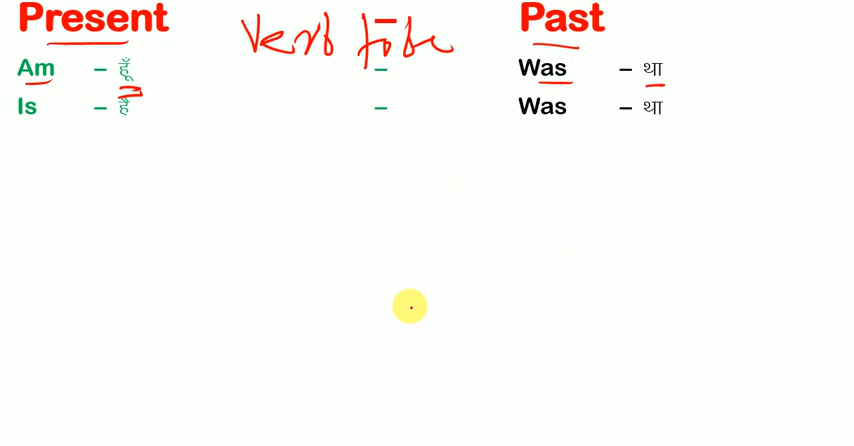 Present – Past
Verb to be
Am – हूँ – Was – था
Is – है – Was – था